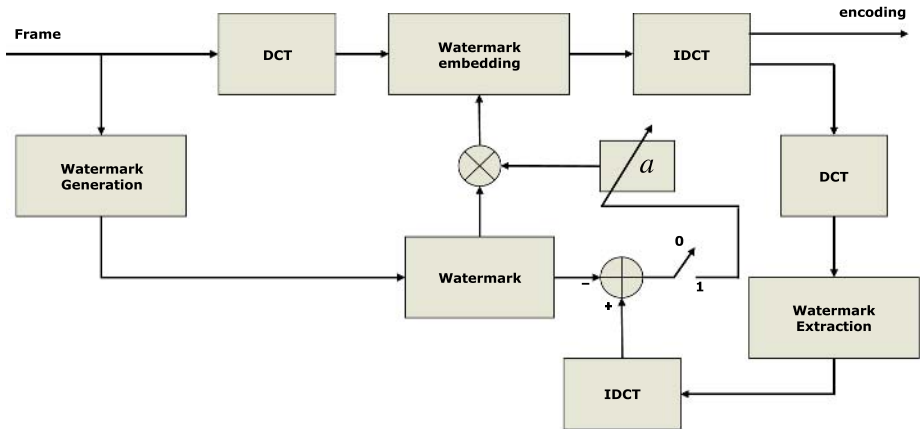 encoding
Frame
DCT
Watermark
embedding
IDCT
Watermark
Generation
a
DCT
0
Watermark
−
1
+
Watermark
Extraction
IDCT